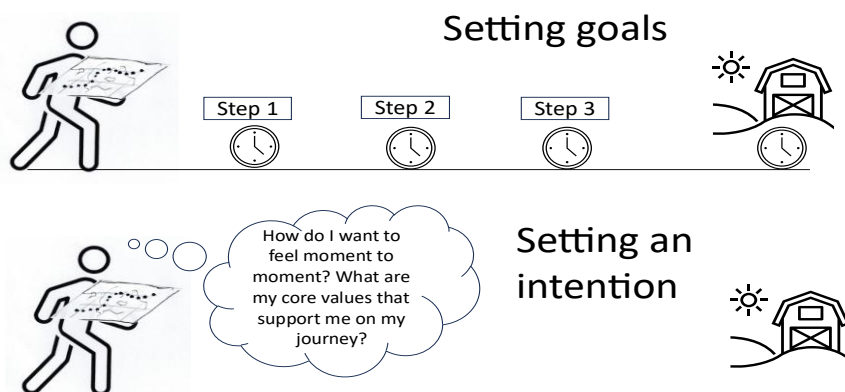 Setting goals
Step 1
Step 2
Step 3
How do I want to
feel moment to
moment? What are
my core values that
support me on my
journey?
Setting an
intention